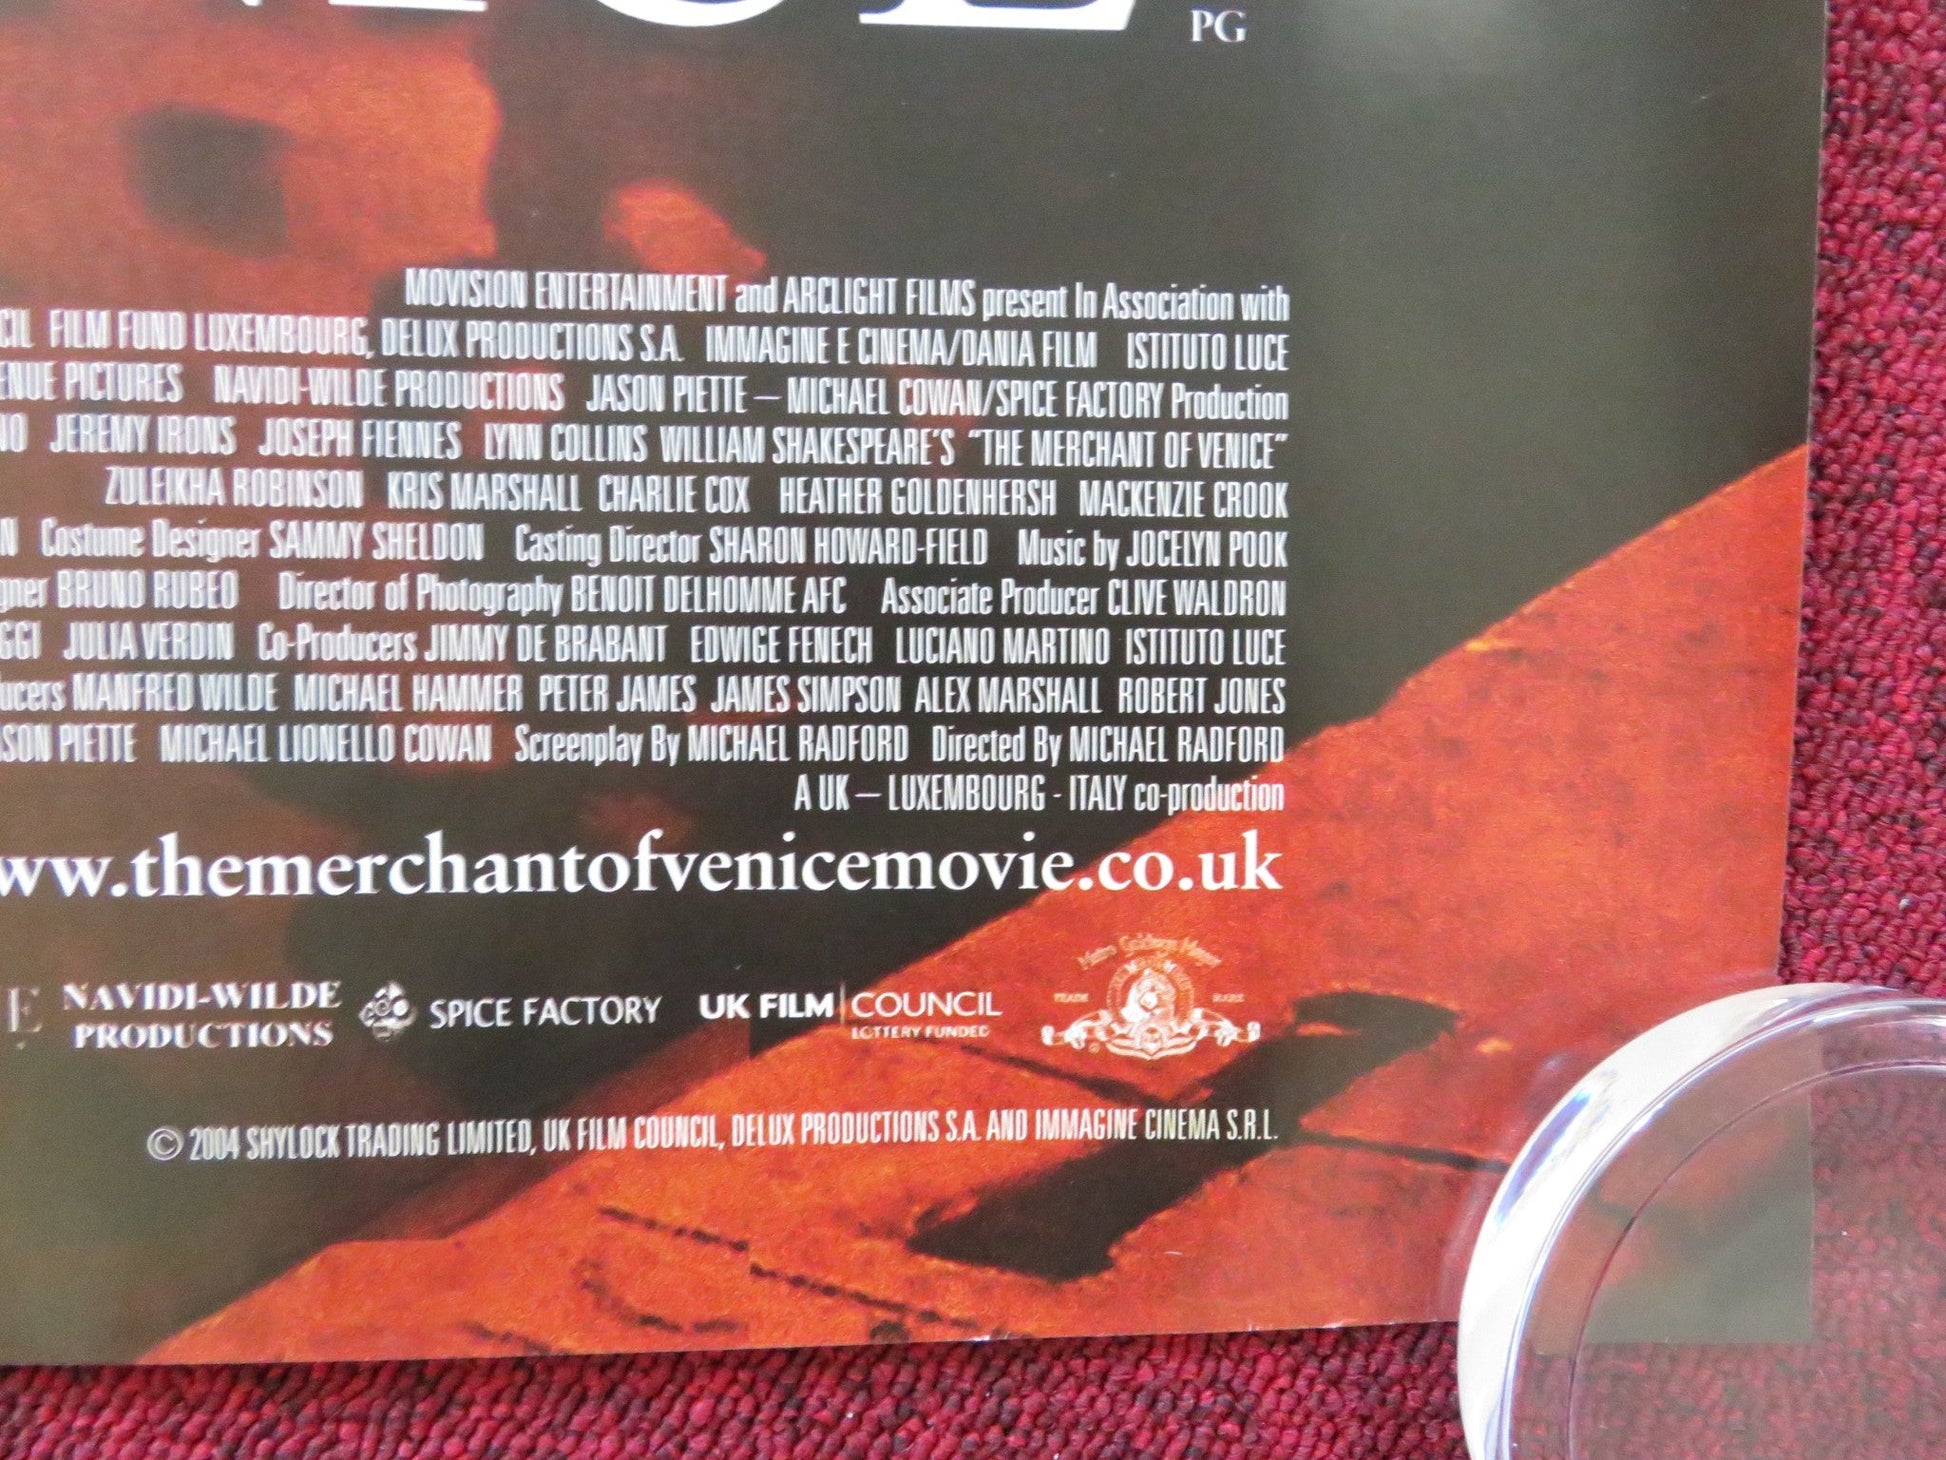 PG
MOVISION ENTERTAINMENT and ARCLIGHT FILMS present In Association with
CIL FILM FUND LUXEMBOURG, DELUX PRODUCTIONS S.A. IMMAGINE E CINEMA/DANIA FILM ISTITUTO LUCE
ENUE PICTURES NAVIDI-WILDE PRODUCTIONS JASON PIETTE – MICHAEL COWAN/SPICE FACTORY Production
NO JEREMY IRONS JOSEPH FIENNES LYNN COLLINS WILLIAM SHAKESPEARE'S "THE MERCHANT OF VENICE"
ZULEIKHA ROBINSON KRIS MARSHALL CHARLIE COX HEATHER GOLDENHERSH MACKENZIE CROOK
N Costume Designer SAMMY SHELDON Casting Director SHARON HOWARD-FIELD Music by JOCELYN POOK
gner BRUNO RUBEO Director of Photography BENOIT DELHOMME AFC Associate Producer CLIVE WALDRON
GGI JULIA VERDIN Co-Producers JIMMY DE BRABANT EDWIGE FENECH LUCIANO MARTINO ISTITUTO LUCE
ucers MANFRED WILDE MICHAEL HAMMER PETER JAMES JAMES SIMPSON ALEX MARSHALL ROBERT JONES
SON PIETTE MICHAEL LIONELLO COWAN Screenplay By MICHAEL RADFORD Directed By MICHAEL RADFORD
A UK – LUXEMBOURG - ITALY co-production
ww.themerchantofvenicemovie.co.uk
E NAVIDI-WILDE PRODUCTIONS SPICE FACTORY UK FILM COUNCIL LOTTERY FUNDED
Metro Goldwyn Mayer
TRADE MARK
© 2004 SHYLOCK TRADING LIMITED, UK FILM COUNCIL, DELUX PRODUCTIONS S.A. AND IMMAGINE CINEMA S.R.L.